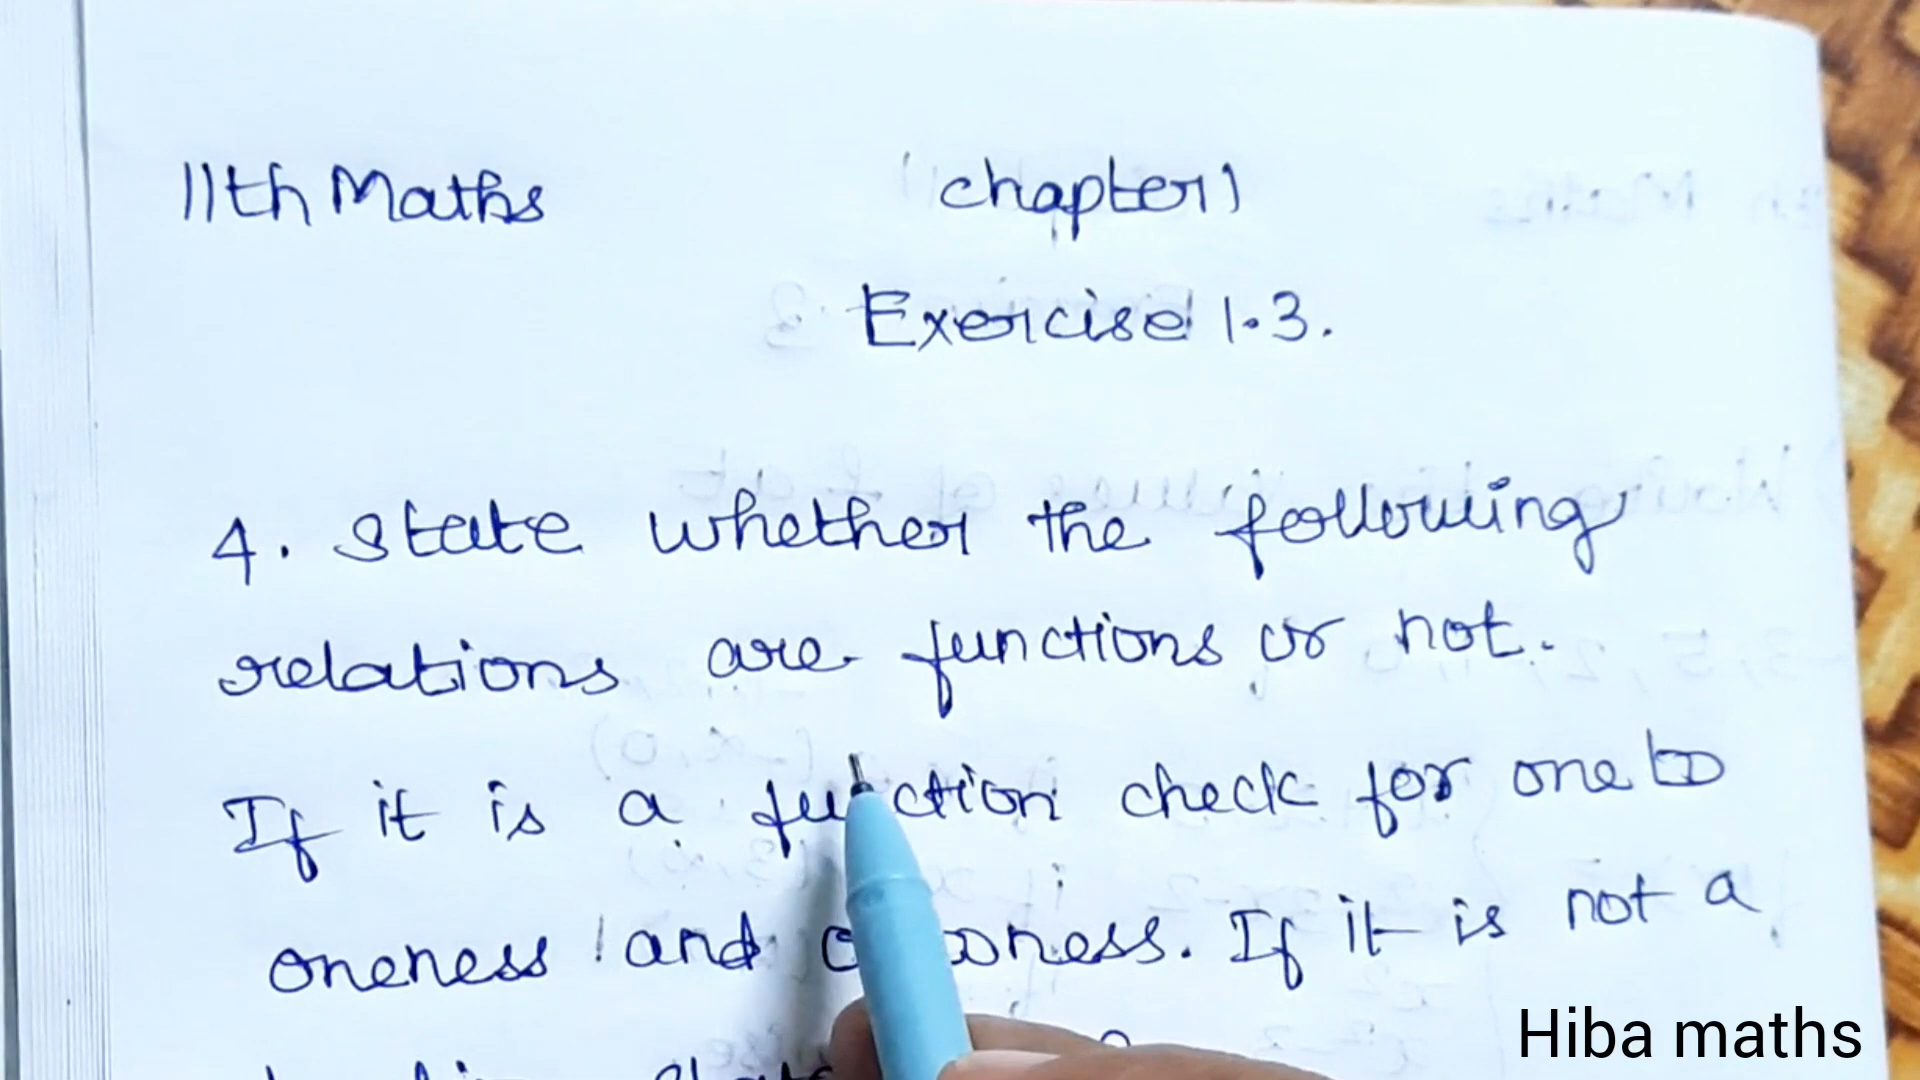 11th Maths chapter 1
Exercise 1.3.
4. State whether the following
relations are functions or not.
If it is a function check for one to
oneness and ness. If it is not a
Hiba maths